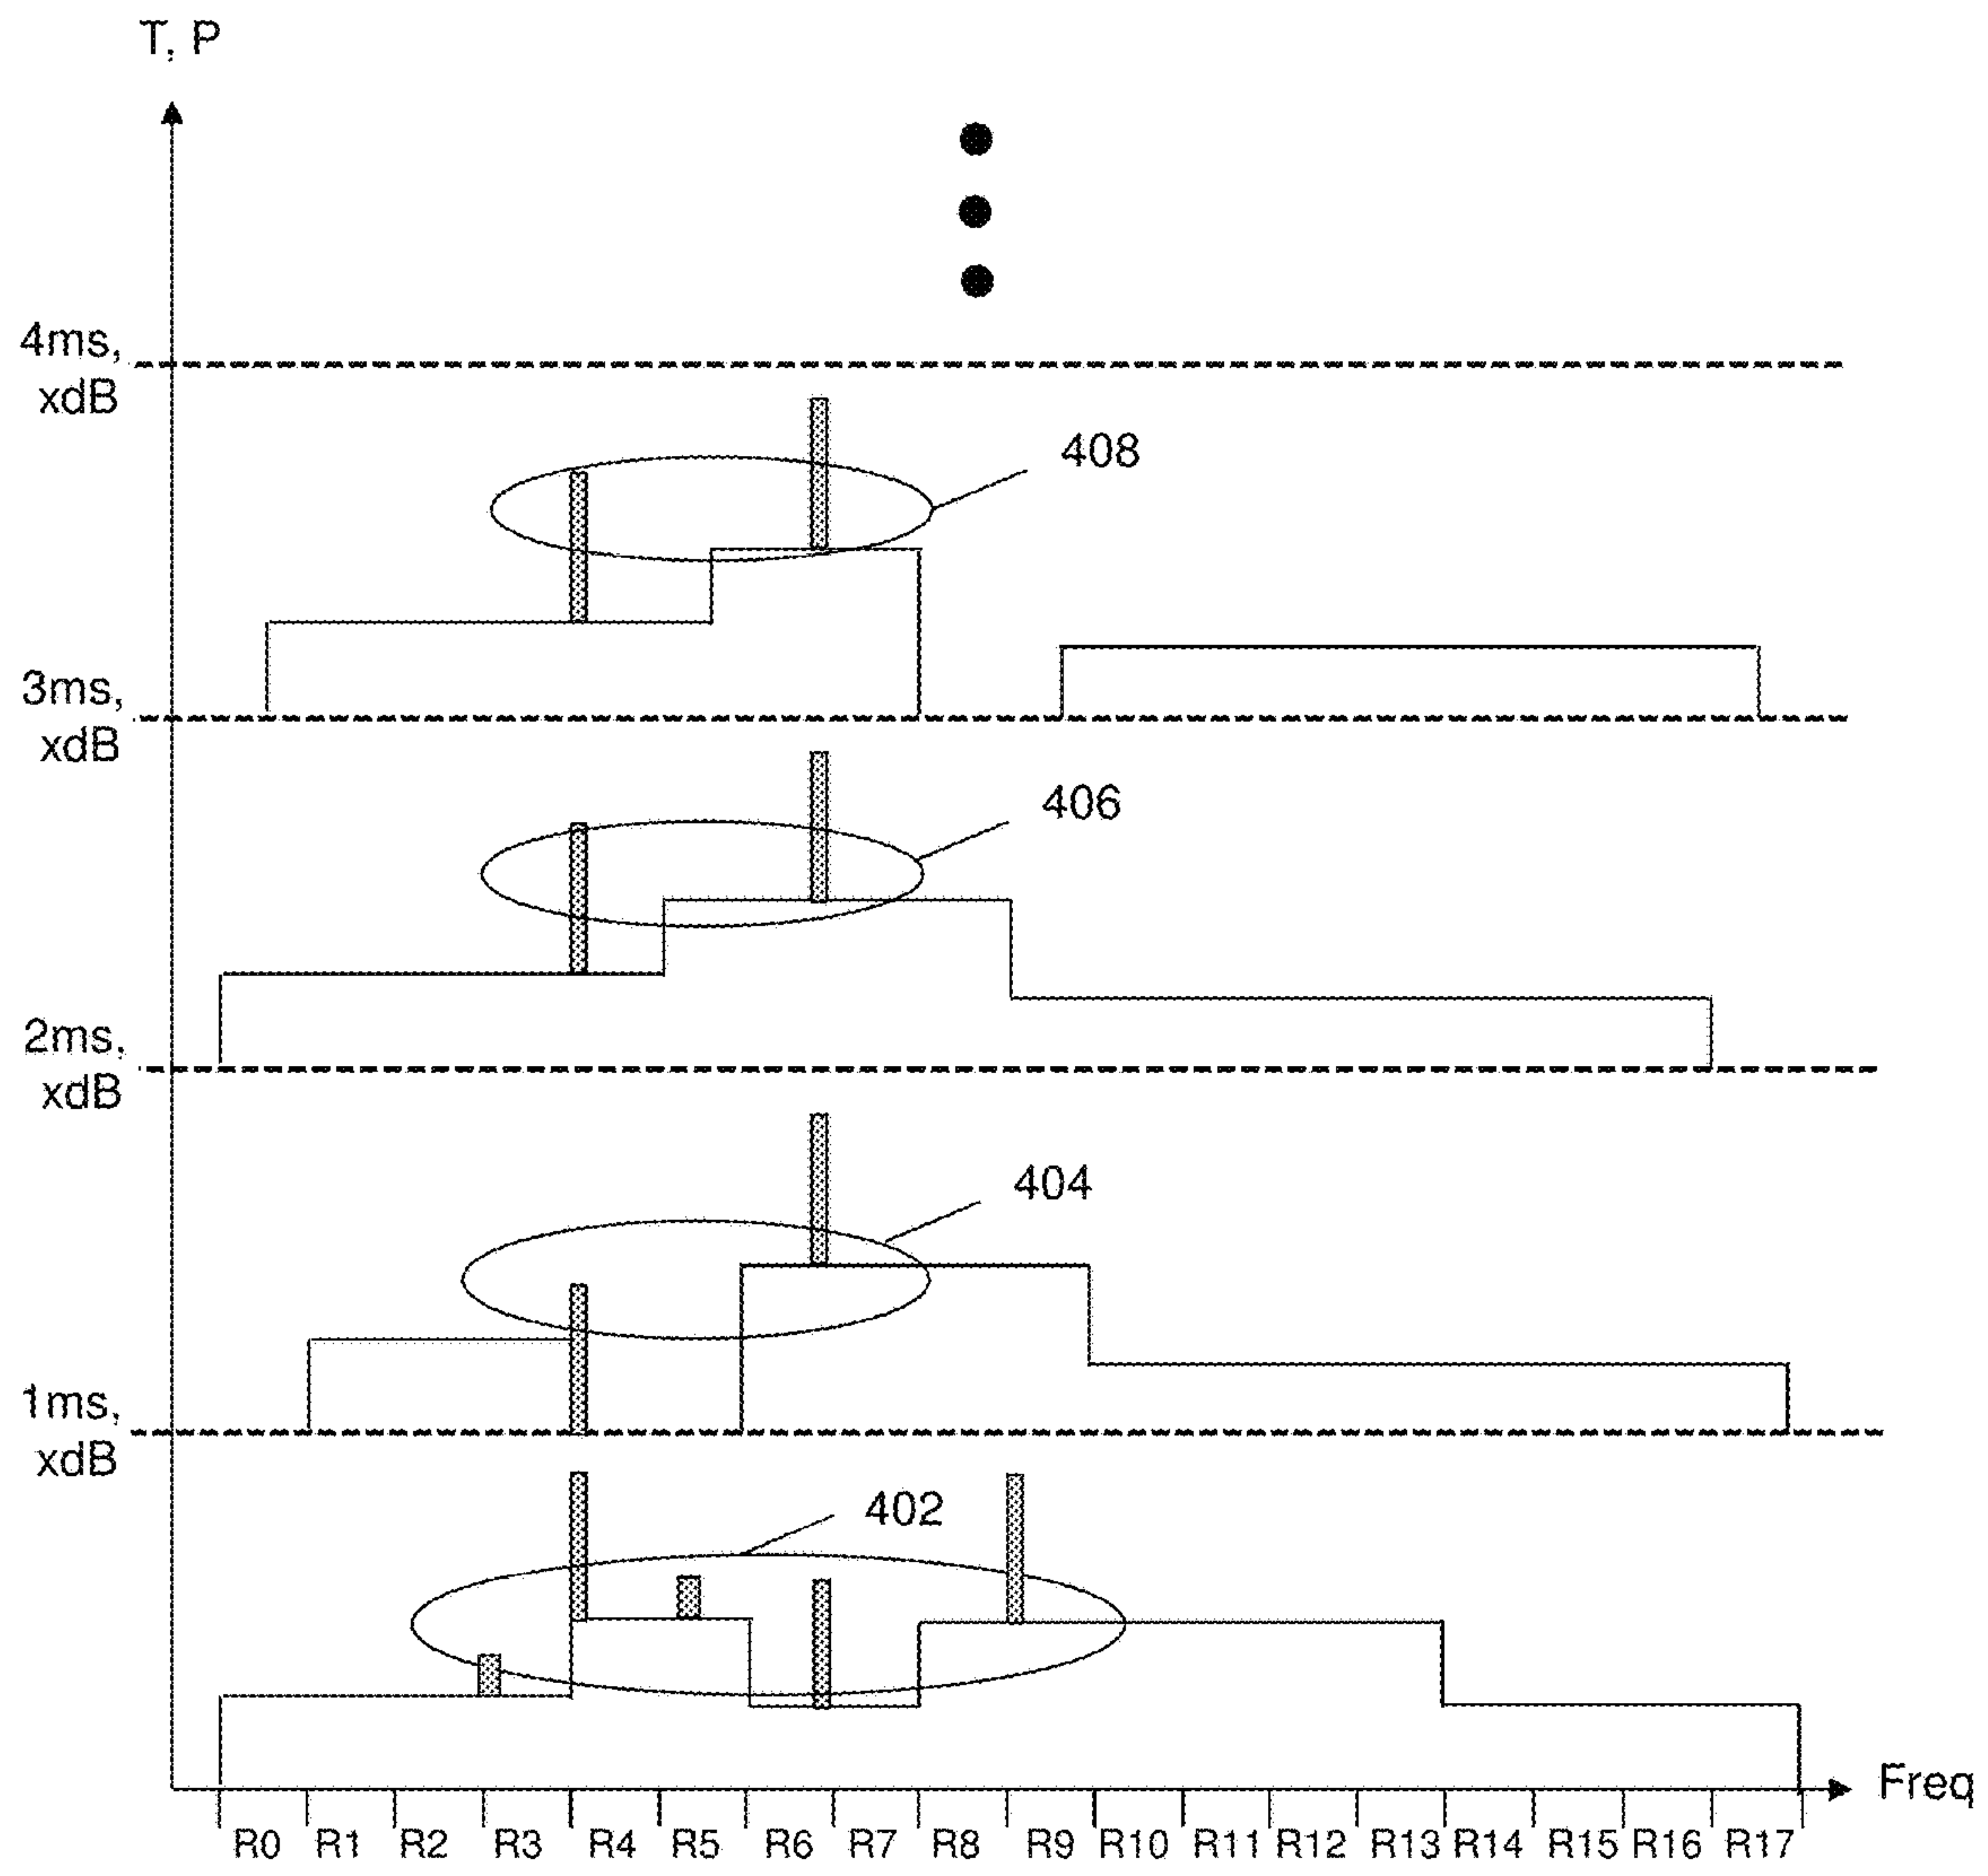 T, P
4ms,
xdB
408
3ms,
xdB
406
2ms,
xdB
404
1ms,
xdB
402
Freq
R0 R1 R2 R3 R4 R5 R6 R7 R8 R9 R10 R11 R12 R13 R14 R15 R16 R17